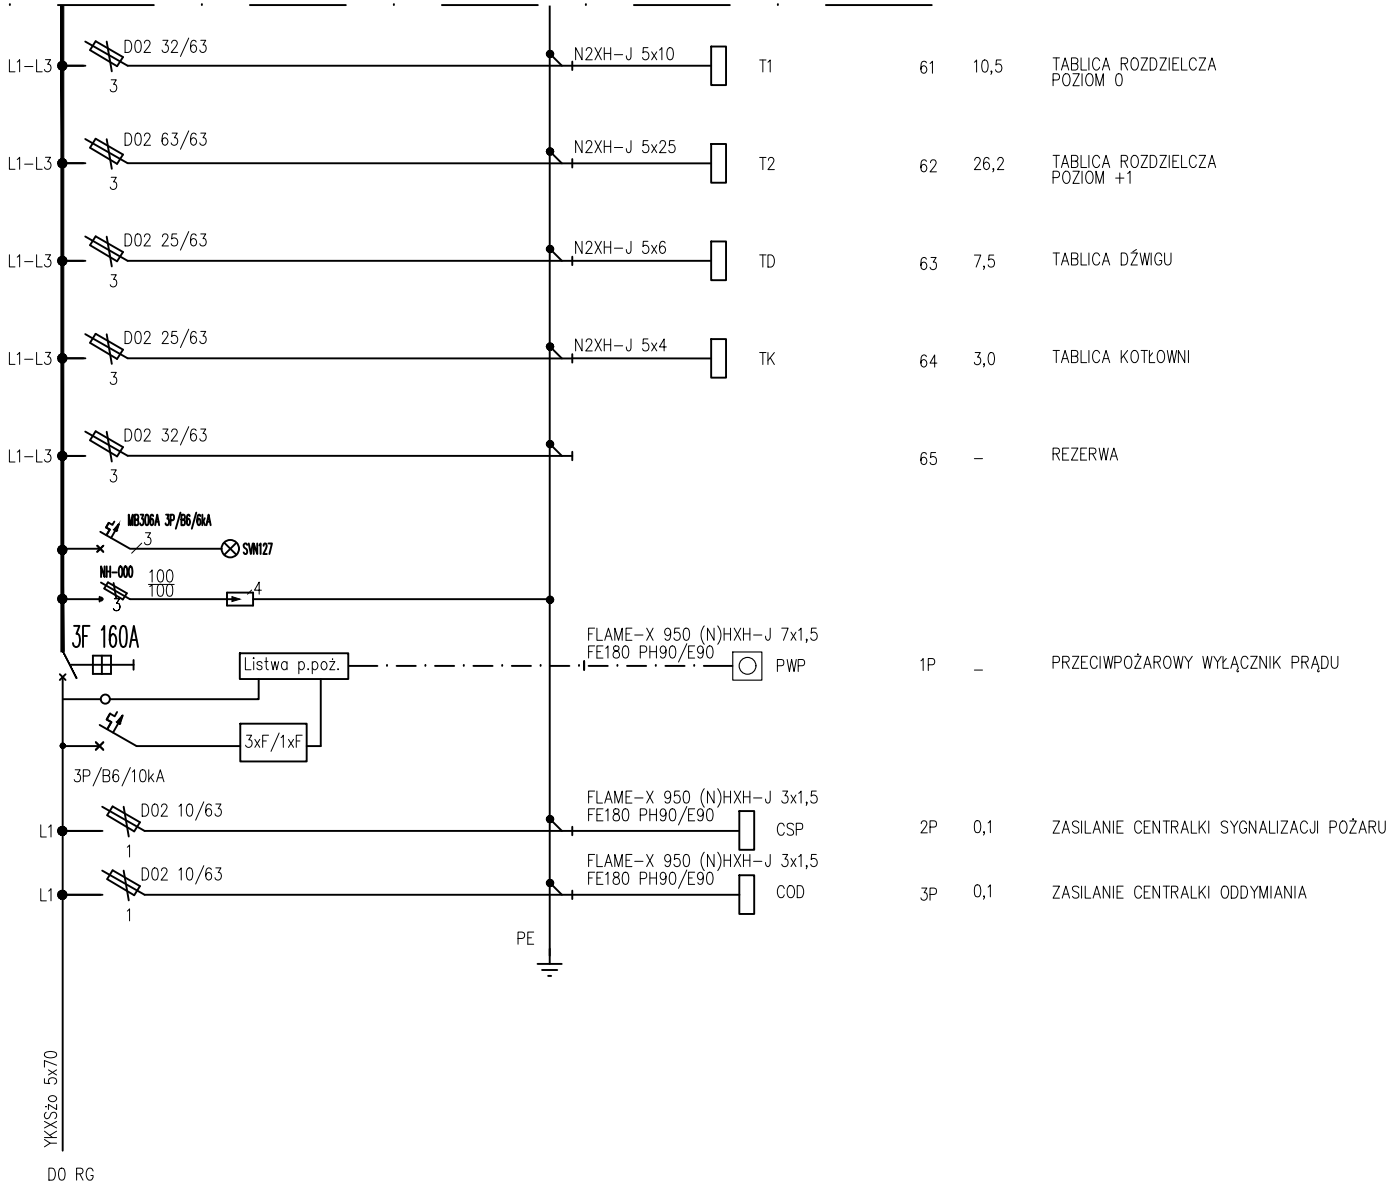 D02 32/63
N2XH-J 5x10
L1-L3
3
T1
61
10,5
TABLICA ROZDZIELCZA
POZIOM 0
D02 63/63
N2XH-J 5x25
L1-L3
3
T2
62
26,2
TABLICA ROZDZIELCZA
POZIOM +1
D02 25/63
N2XH-J 5x6
L1-L3
3
TD
63
7,5
TABLICA DŹWIGU
D02 25/63
N2XH-J 5x4
L1-L3
3
TK
64
3,0
TABLICA KOTŁOWNI
D02 32/63
L1-L3
3
65
-
REZERWA
MB306A 3P/B6/6kA
3
SVN127
NH-000
100
100
3
4
3F 160A
Listwa p.poż.
FLAME-X 950 (N)HXH-J 7x1,5
FE180 PH90/E90
PWP
1P
-
PRZECIWPOŻAROWY WYŁĄCZNIK PRĄDU
3xF/1xF
3P/B6/10kA
D02 10/63
FLAME-X 950 (N)HXH-J 3x1,5
FE180 PH90/E90
L1
1
CSP
2P
0,1
ZASILANIE CENTRALKI SYGNALIZACJI POŻARU
D02 10/63
FLAME-X 950 (N)HXH-J 3x1,5
FE180 PH90/E90
L1
1
COD
3P
0,1
ZASILANIE CENTRALKI ODDYMIANIA
PE
YKXSżo 5x70
DO RG